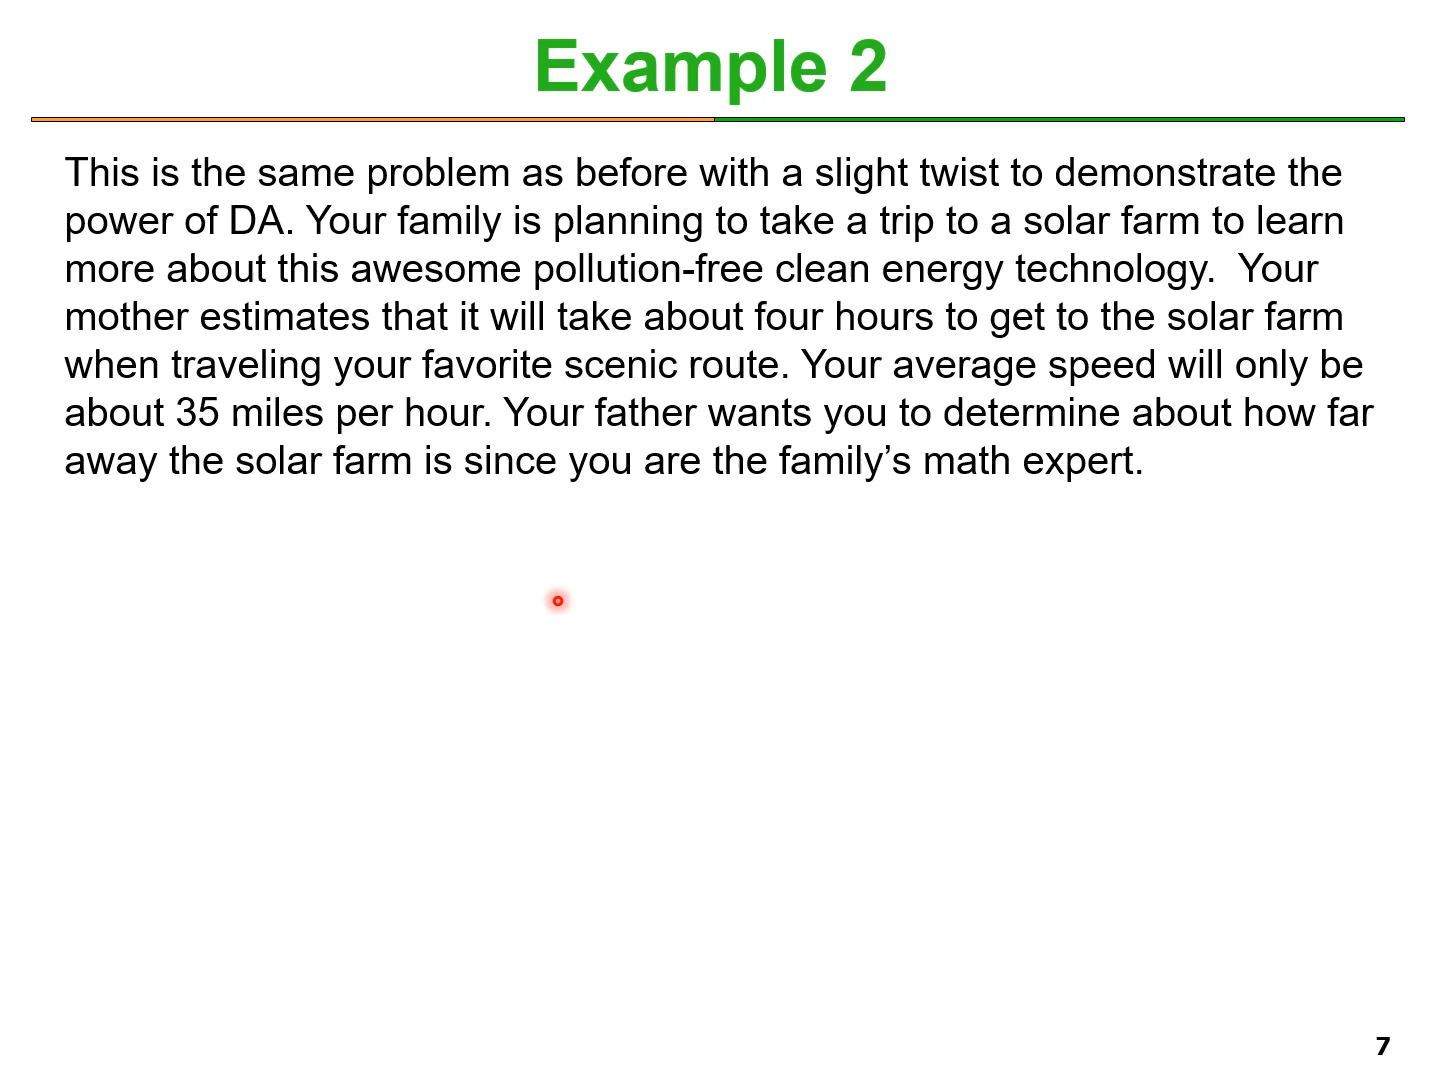 Example 2
This is the same problem as before with a slight twist to demonstrate the
power of DA. Your family is planning to take a trip to a solar farm to learn
more about this awesome pollution-free clean energy technology.  Your
mother estimates that it will take about four hours to get to the solar farm
when traveling your favorite scenic route. Your average speed will only be
about 35 miles per hour. Your father wants you to determine about how far
away the solar farm is since you are the family’s math expert.
7